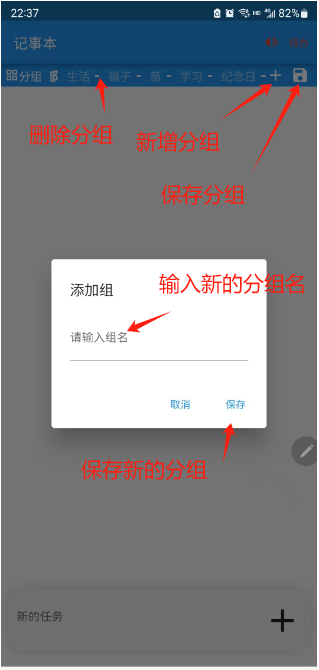 22:37
HD 4G 82%
记事本
分组 生活 - 铺子 - 苗 - 学习 - 纪念日 - +
删除分组
新增分组
保存分组
添加组
输入新的分组名
请输入组名
取消 保存
保存新的分组
新的任务 +